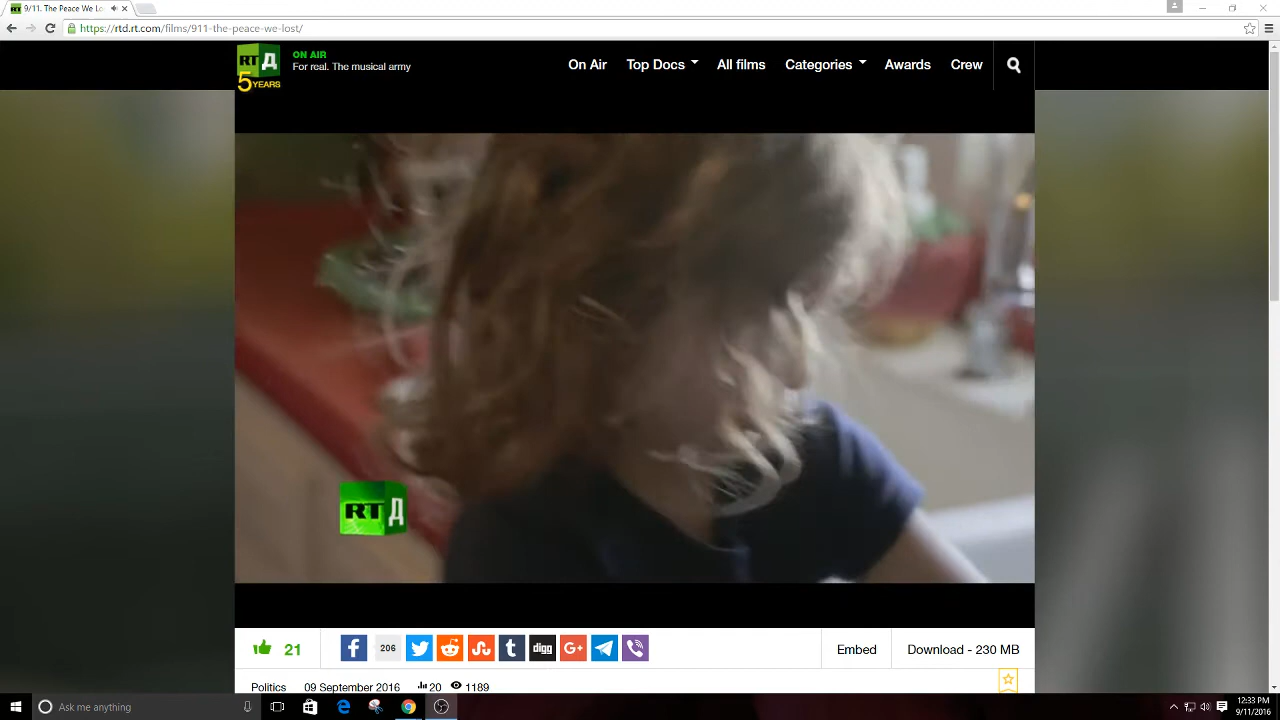 9/11. The Peace We Lo
https://rtd.rt.com/films/911-the-peace-we-lost/
RT Д
5 YEARS
ON AIR
For real. The musical army
On Air
Top Docs
All films
Categories
Awards
Crew
RT Д
21
f
206
t
digg
G+
Embed
Download - 230 MB
Politics
09 September 2016
20
1189
Ask me anything
12:33 PM
9/11/2016